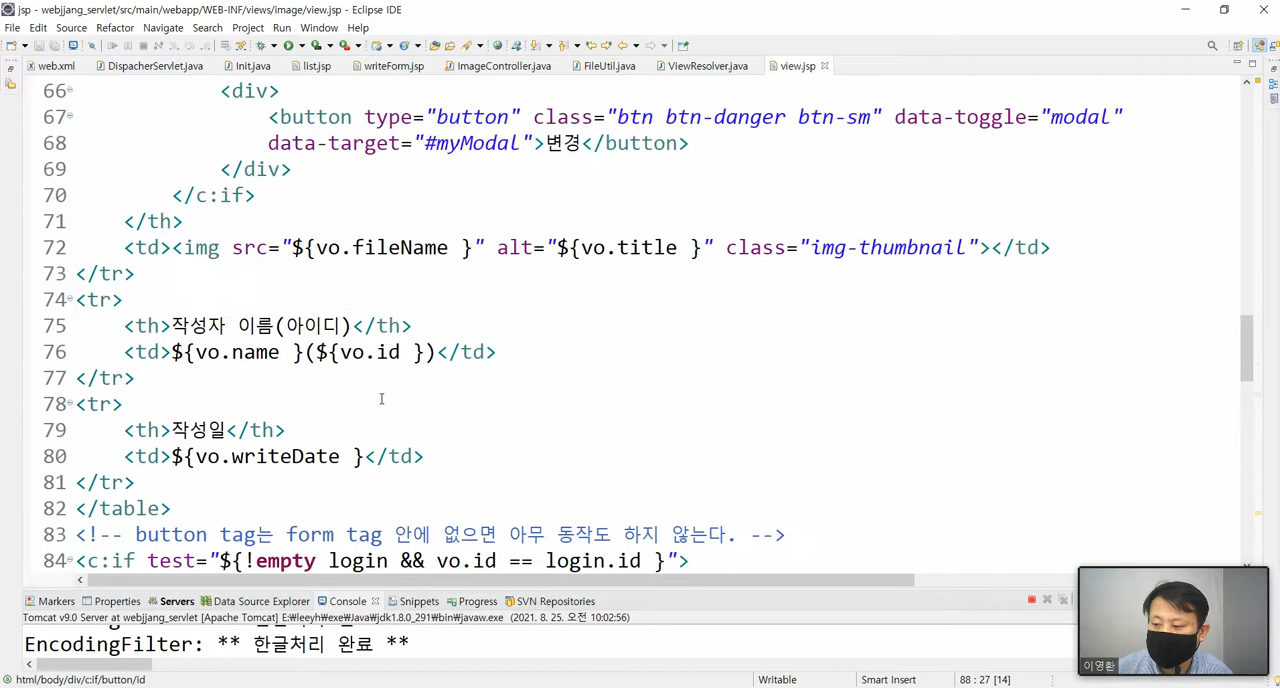 jsp - webjjang_servlet/src/main/webapp/WEB-INF/views/image/view.jsp - Eclipse IDE
File Edit Source Refactor Navigate Search Project Run Window Help
web.xml DispacherServlet.java Init.java list.jsp writeForm.jsp ImageController.java FileUtil.java ViewResolver.java view.jsp
66 <div>
67 <button type="button" class="btn btn-danger btn-sm" data-toggle="modal"
68 data-target="#myModal">변경</button>
69 </div>
70 </c:if>
71 </th>
72 <td><img src="${vo.fileName }" alt="${vo.title }" class="img-thumbnail"></td>
73 </tr>
74 <tr>
75 <th>작성자 이름(아이디)</th>
76 <td>${vo.name }(${vo.id })</td>
77 </tr>
78 <tr>
79 <th>작성일</th>
80 <td>${vo.writeDate }</td>
81 </tr>
82 </table>
83 <!-- button tag는 form tag 안에 없으면 아무 동작도 하지 않는다. -->
84 <c:if test="${!empty login && vo.id == login.id }">
Markers Properties Servers Data Source Explorer Console Snippets Progress SVN Repositories
Tomcat v9.0 Server at webjjang_servlet [Apache Tomcat] E:₩leeyh₩exe₩Java₩jdk1.8.0_291₩bin₩javaw.exe (2021. 8. 25. 오전 10:02:56)
EncodingFilter: ** 한글처리 완료 **
이영환
html/body/div/c:if/button/id Writable Smart Insert 88 : 27 [14]